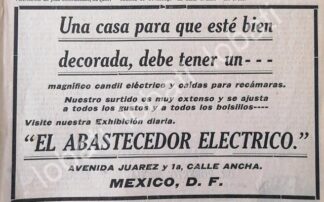 Una casa para que esté bien
decorada, debe tener un---
magnífico candil eléctrico y caídas para recámaras.
Nuestro surtido es muy extenso y se ajusta
a todos los gustos y a todos los bolsillos----
Visite nuestra Exhibición diaria.
"EL ABASTECEDOR ELECTRICO."
AVENIDA JUAREZ y 1a, CALLE ANCHA.
MEXICO, D. F.